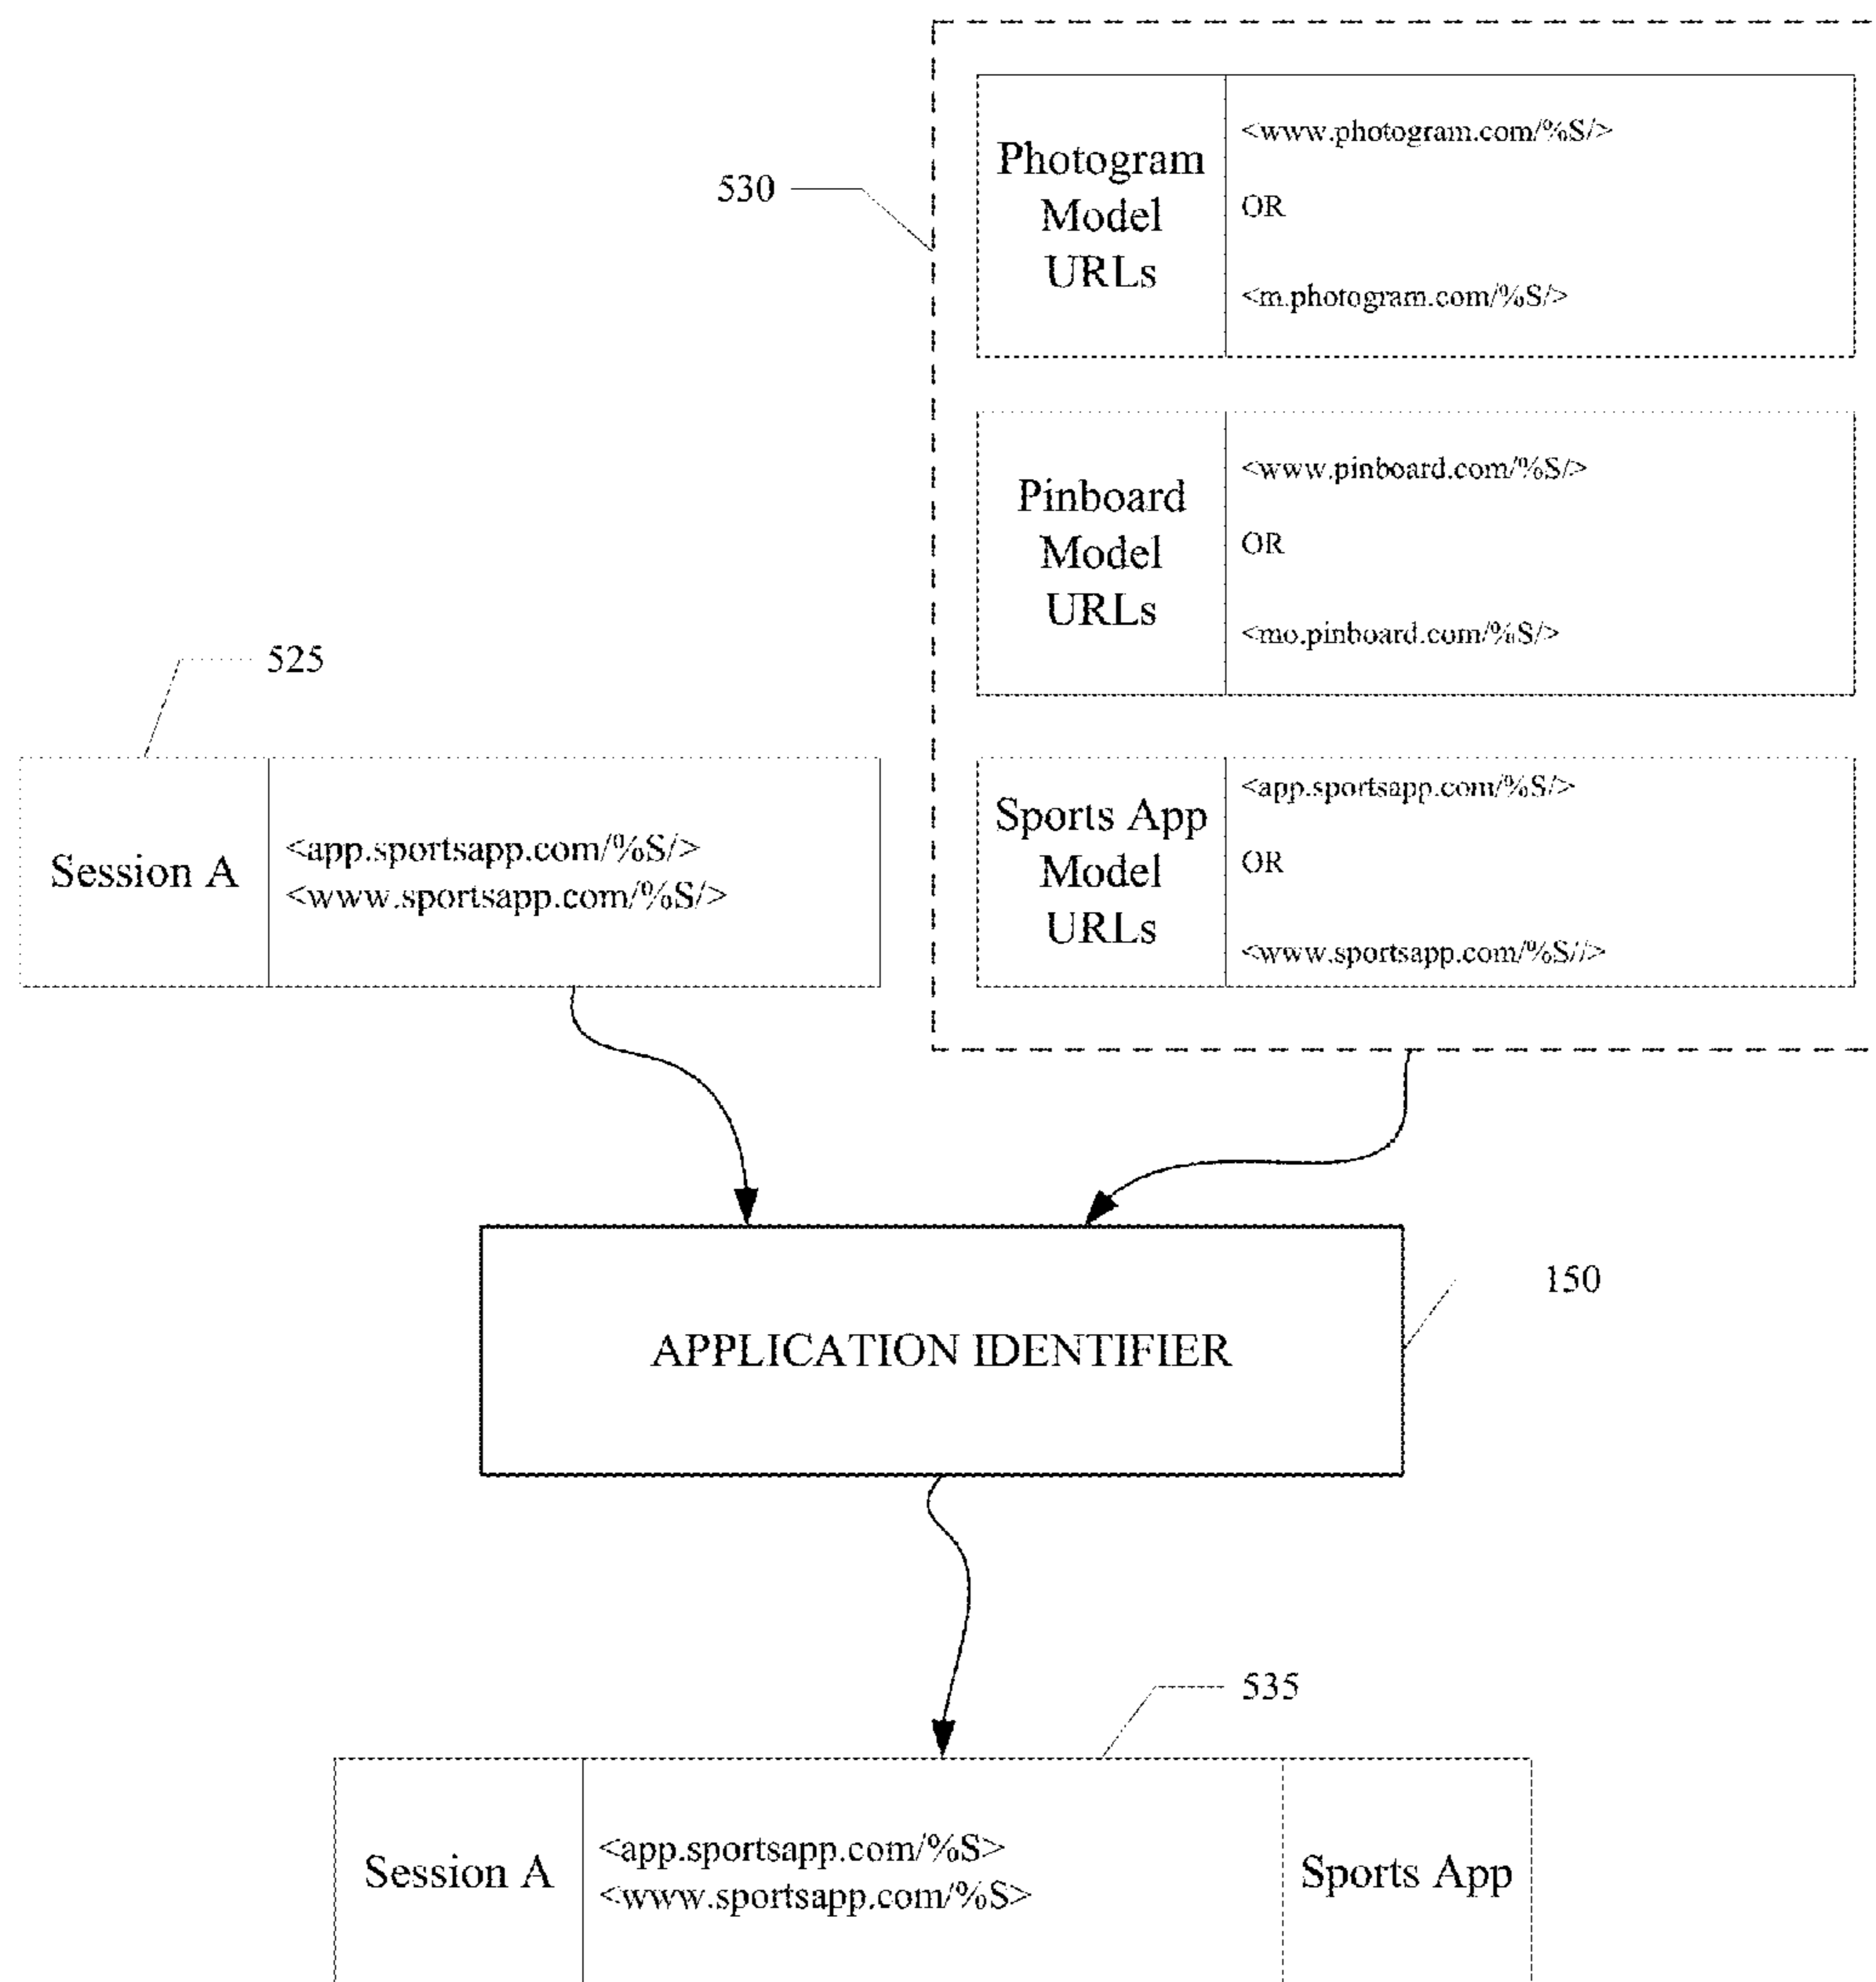 530
Photogram
Model
URLs
<www.photogram.com/%S/>
OR
<m.photogram.com/%S/>
Pinboard
Model
URLs
<www.pinboard.com/%S/>
OR
<mo.pinboard.com/%S/>
525
Session A
<app.sportsapp.com/%S/>
<www.sportsapp.com/%S/>
Sports App
Model
URLs
<app.sportsapp.com/%S/>
OR
<www.sportsapp.com/%S//>
150
APPLICATION IDENTIFIER
535
Session A
<app.sportsapp.com/%S>
<www.sportsapp.com/%S>
Sports App